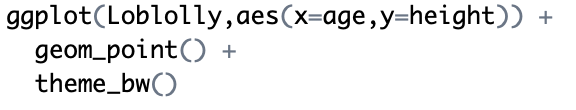 ggplot(Loblolly,aes(x=age,y=height)) +
  geom_point() +
  theme_bw()